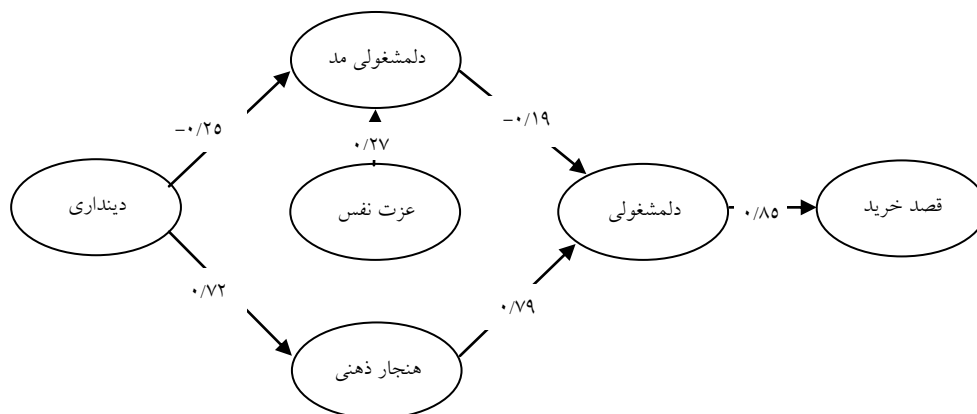 دلمشغولی مد
−۰/۲۵
−۰/۱۹
۰/۲۷
دینداری
عزت نفس
دلمشغولی
۰/۸۵
قصد خرید
۰/۷۲
۰/۷۹
هنجار ذهنی